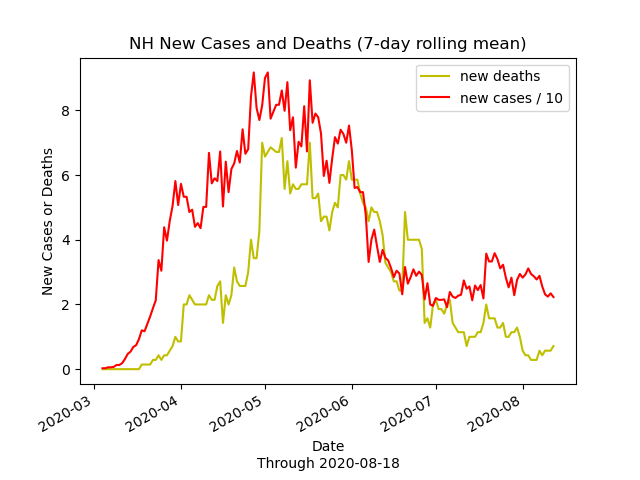 NH New Cases and Deaths (7-day rolling mean)
new deaths
new cases / 10
New Cases or Deaths
8
6
4
2
0
2020-03
2020-04
2020-05
2020-06
2020-07
2020-08
Date
Through 2020-08-18